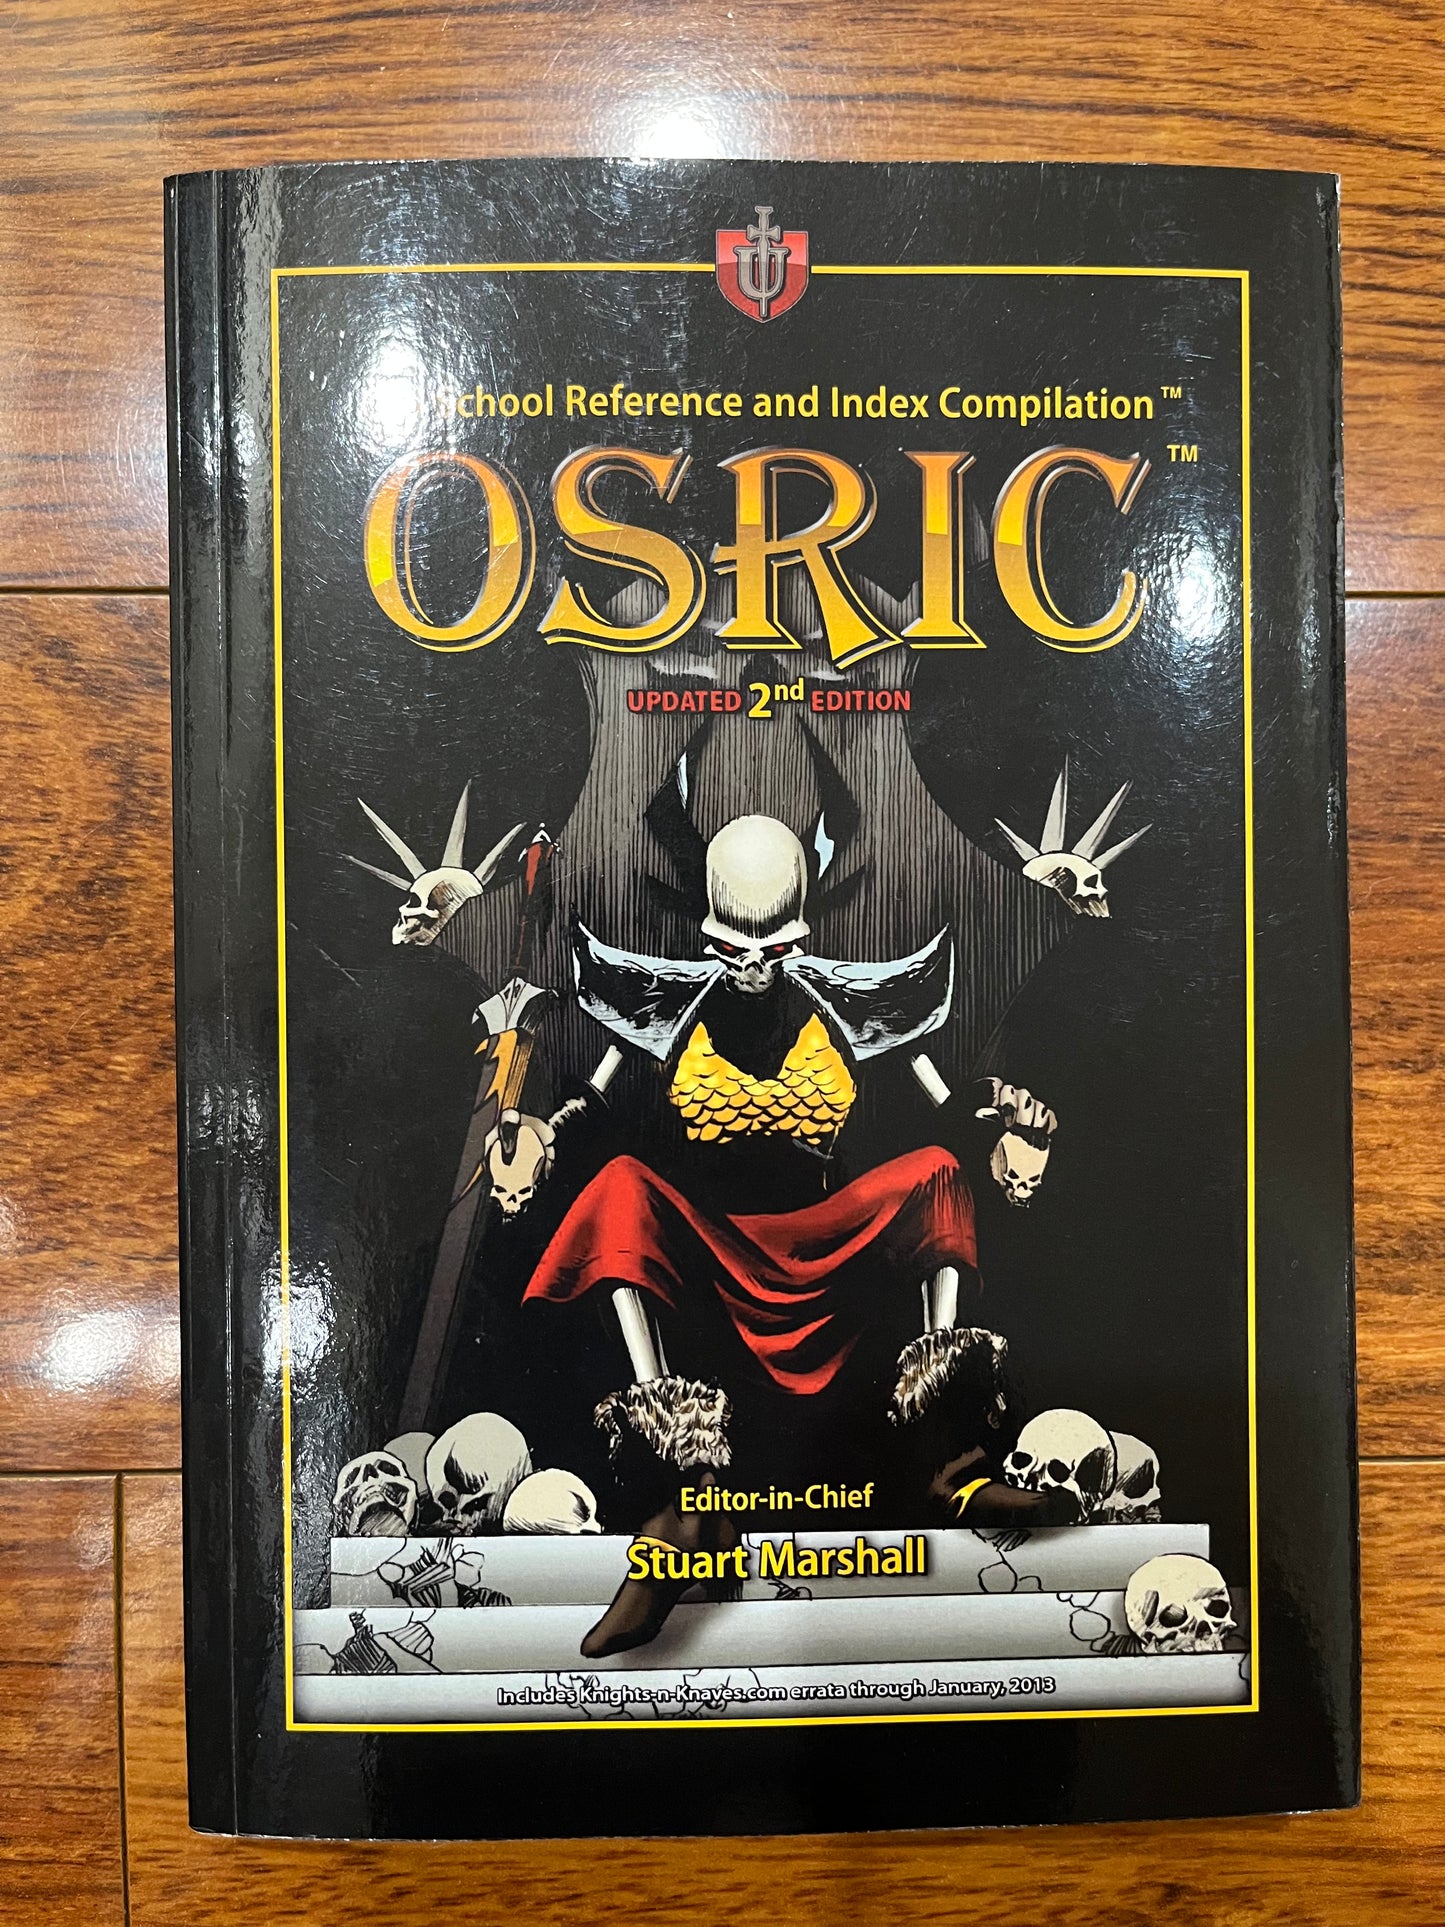 School Reference and Index Compilation™
OSRIC™
UPDATED 2nd EDITION
Editor-in-Chief
Stuart Marshall
Includes Knights-n-Knaves.com errata through January, 2013